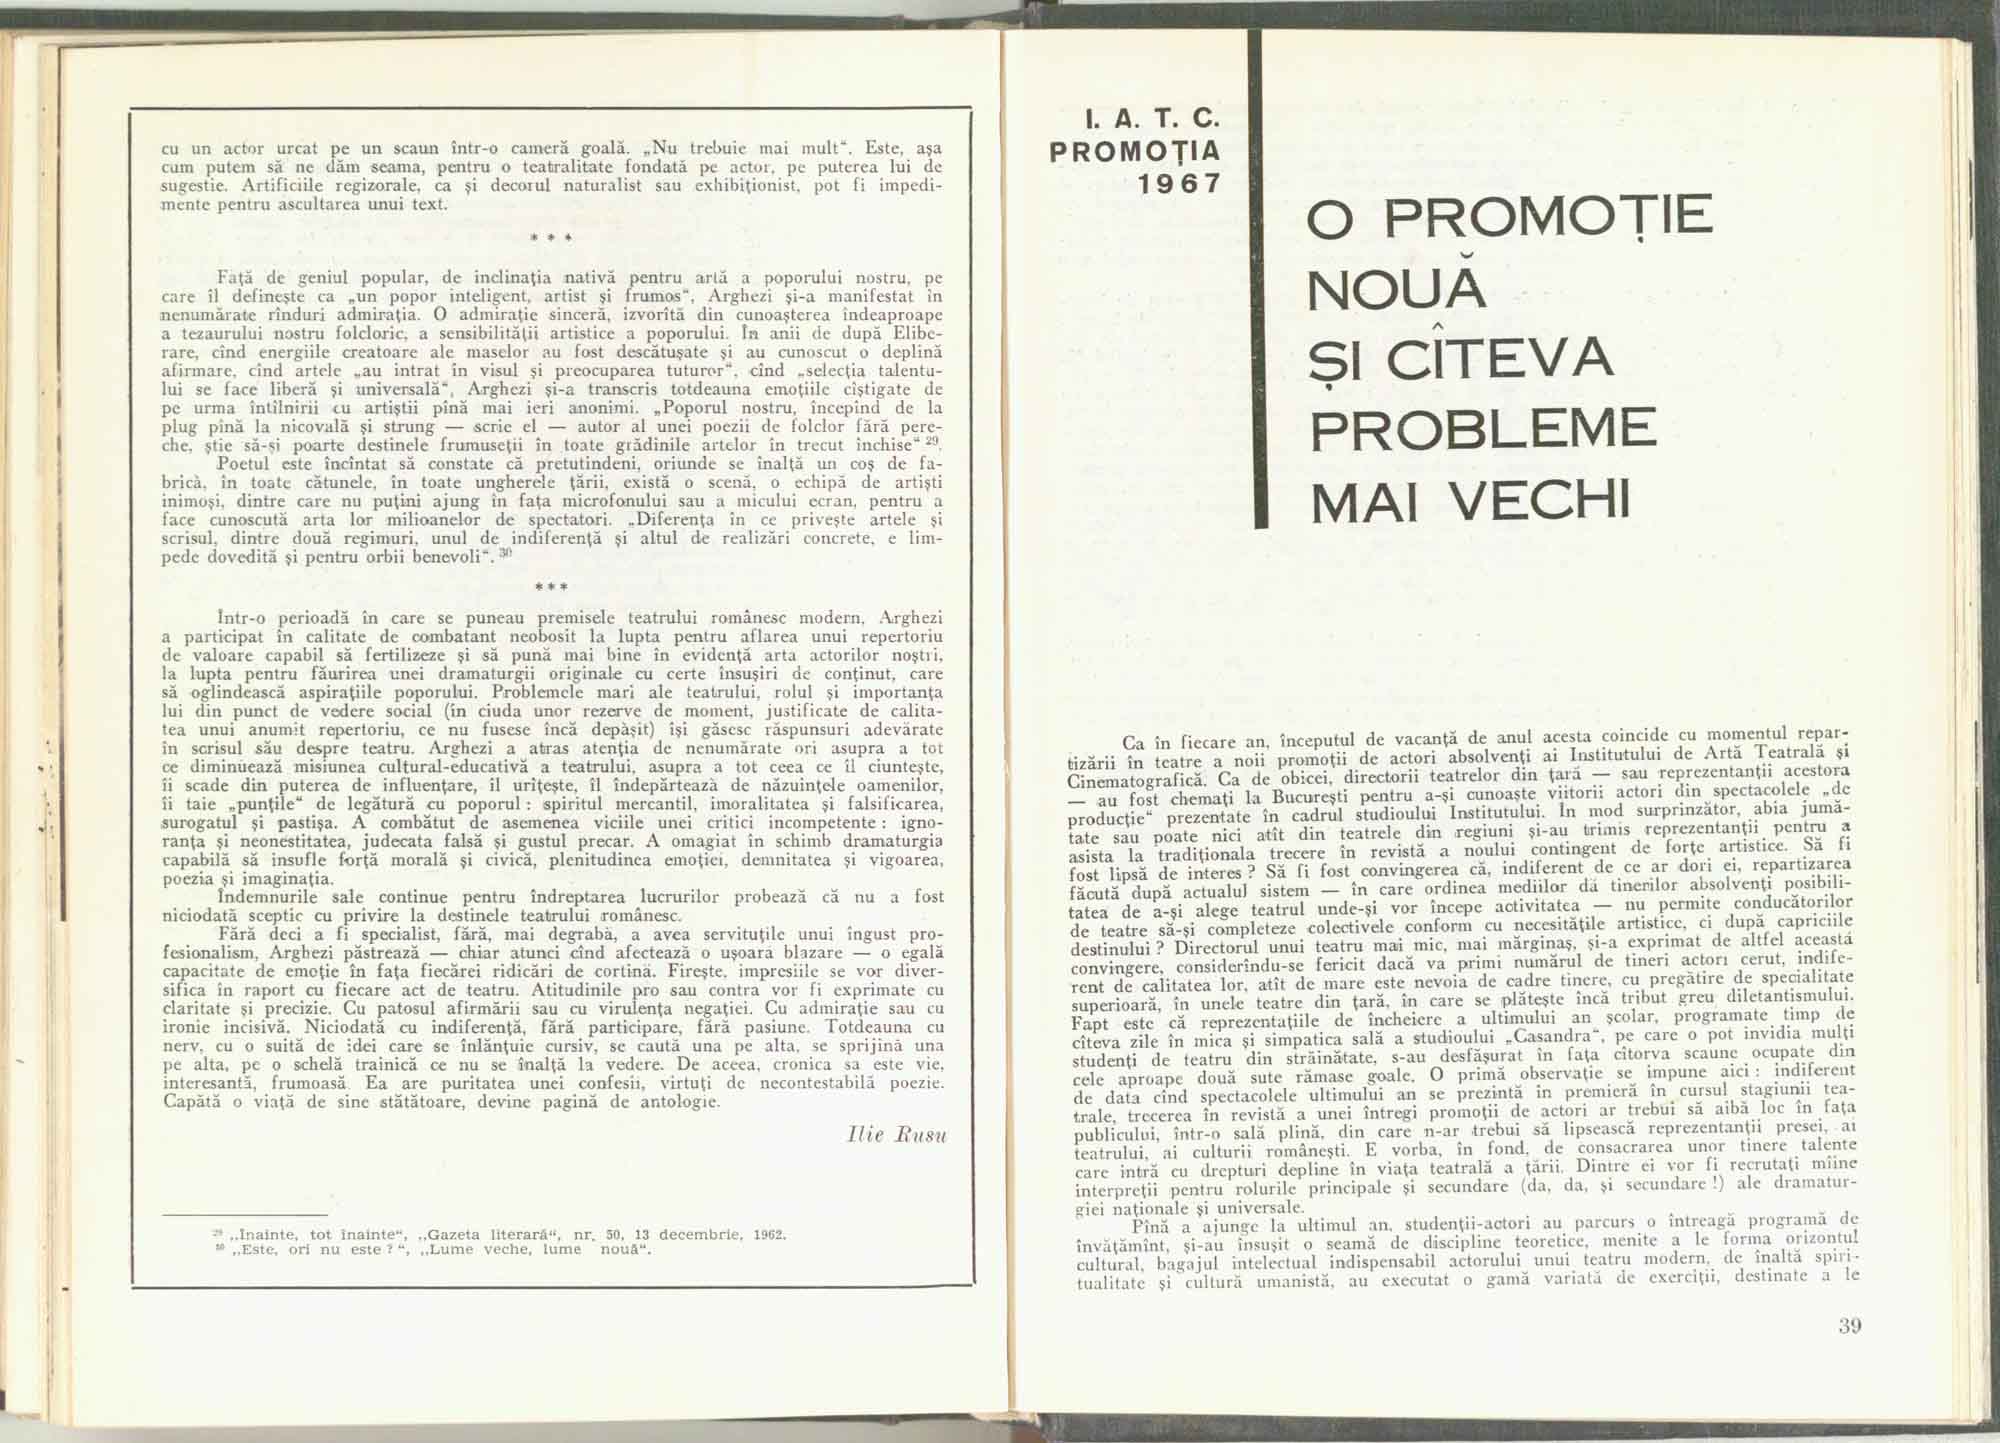 cu un actor urcat pe un scaun într-o cameră goală. „Nu trebuie mai mult“. Este, așa
cum putem să ne dăm seama, pentru o teatralitate fondată pe actor, pe puterea lui de
sugestie. Artificiile regizorale, ca și decorul naturalist sau exhibiționist, pot fi impedi-
mente pentru ascultarea unui text.
* * *
Față de geniul popular, de inclinația nativă pentru artă a poporului nostru, pe
care îl definește ca „un popor inteligent, artist și frumos“, Arghezi și-a manifestat în
nenumărate rînduri admirația. O admirație sinceră, izvorîtă din cunoașterea îndeaproape
a tezaurului nostru folcloric, a sensibilității artistice a poporului. În anii de după Elibe-
rare, cînd energiile creatoare ale maselor au fost descătușate și au cunoscut o deplină
afirmare, cînd artele „au intrat în visul și preocuparea tuturor“, cînd „selecția talentu-
lui se face liberă și universală“, Arghezi și-a transcris totdeauna emoțiile cîștigate de
pe urma întîlnirii cu artiștii pînă mai ieri anonimi. „Poporul nostru, începînd de la
plug pînă la nicovală și strung — scrie el — autor al unei poezii de folclor fără pere-
che, știe să-și poarte destinele frumuseții în toate grădinile artelor în trecut închise“ 29.
Poetul este încîntat să constate că pretutindeni, oriunde se înalță un coș de fa-
brică, în toate cătunele, în toate ungherele țării, există o scenă, o echipă de artiști
inimoși, dintre care nu puțini ajung în fața microfonului sau a micului ecran, pentru a
face cunoscută arta lor milioanelor de spectatori. „Diferența în ce privește artele și
scrisul, dintre două regimuri, unul de indiferență și altul de realizări concrete, e lim-
pede dovedită și pentru orbii benevoli“. 30
* * *
Într-o perioadă în care se puneau premisele teatrului românesc modern, Arghezi
a participat în calitate de combatant neobosit la lupta pentru aflarea unui repertoriu
de valoare capabil să fertilizeze și să pună mai bine în evidență arta actorilor noștri,
la lupta pentru făurirea unei dramaturgii originale cu certe însușiri de conținut, care
să oglindească aspirațiile poporului. Problemele mari ale teatrului, rolul și importanța
lui din punct de vedere social (în ciuda unor rezerve de moment, justificate de calita-
tea unui anumit repertoriu, ce nu fusese încă depășit) își găsesc răspunsuri adevărate
în scrisul său despre teatru. Arghezi a atras atenția de nenumărate ori asupra a tot
ce diminuează misiunea cultural-educativă a teatrului, asupra a tot ceea ce îl ciuntește,
îi scade din puterea de influențare, îl urîțește, îl îndepărtează de năzuințele oamenilor,
îi taie „punțile“ de legătură cu poporul : spiritul mercantil, imoralitatea și falsificarea,
surogatul și pastișa. A combătut de asemenea viciile unei critici incompetente : igno-
ranța și neonestitatea, judecata falsă și gustul precar. A omagiat în schimb dramaturgia
capabilă să insufle forță morală și civică, plenitudinea emoției, demnitatea și vigoarea,
poezia și imaginația.
Îndemnurile sale continue pentru îndreptarea lucrurilor probează că nu a fost
niciodată sceptic cu privire la destinele teatrului românesc.
Fără deci a fi specialist, fără, mai degrabă, a avea servituțile unui îngust pro-
fesionalism, Arghezi păstrează — chiar atunci cînd afectează o ușoară blazare — o egală
capacitate de emoție în fața fiecărei ridicări de cortină. Firește, impresiile se vor diver-
sifica în raport cu fiecare act de teatru. Atitudinile pro sau contra vor fi exprimate cu
claritate și precizie. Cu patosul afirmării sau cu virulența negației. Cu admirație sau cu
ironie incisivă. Niciodată cu indiferență, fără participare, fără pasiune. Totdeauna cu
nerv, cu o suită de idei care se înlănțuie cursiv, se caută una pe alta, se sprijină una
pe alta, pe o schelă trainică ce nu se înalță la vedere. De aceea, cronica sa este vie,
interesantă, frumoasă. Ea are puritatea unei confesii, virtuți de necontestabilă poezie.
Capătă o viață de sine stătătoare, devine pagină de antologie.
Ilie Rusu
29 „Înainte, tot înainte“, „Gazeta literară“, nr. 50, 13 decembrie, 1962.
30 „Este, ori nu este ? “, „Lume veche, lume nouă“.
I. A. T. C.
PROMOȚIA
1967
O PROMOȚIE
NOUĂ
ȘI CÎTEVA
PROBLEME
MAI VECHI
Ca în fiecare an, începutul de vacanță de anul acesta coincide cu momentul repar-
tizării în teatre a noii promoții de actori absolvenți ai Institutului de Artă Teatrală și
Cinematografică. Ca de obicei, directorii teatrelor din țară — sau reprezentanții acestora
— au fost chemați la București pentru a-și cunoaște viitorii actori din spectacolele „de
producție“ prezentate în cadrul studioului Institutului. În mod surprinzător, abia jumă-
tate sau poate nici atît din teatrele din regiuni și-au trimis reprezentanții pentru a
asista la tradiționala trecere în revistă a noului contingent de forțe artistice. Să fi
fost lipsă de interes ? Să fi fost convingerea că, indiferent de ce ar dori ei, repartizarea
făcută după actualul sistem — în care ordinea mediilor dă tinerilor absolvenți posibili-
tatea de a-și alege teatrul unde-și vor începe activitatea — nu permite conducătorilor
de teatre să-și completeze colectivele conform cu necesitățile artistice, ci după capriciile
destinului ? Directorul unui teatru mai mic, mai mărginaș, și-a exprimat de altfel această
convingere, considerîndu-se fericit dacă va primi numărul de tineri actori cerut, indife-
rent de calitatea lor, atît de mare este nevoia de cadre tinere, cu pregătire de specialitate
superioară, în unele teatre din țară, în care se plătește încă tribut greu diletantismului.
Fapt este că reprezentațiile de încheiere a ultimului an școlar, programate timp de
cîteva zile în mica și simpatica sală a studioului „Casandra“, pe care o pot invidia mulți
studenți de teatru din străinătate, s-au desfășurat în fața cîtorva scaune ocupate din
cele aproape două sute rămase goale. O primă observație se impune aici : indiferent
de data cînd spectacolele ultimului an se prezintă în premieră în cursul stagiunii tea-
trale, trecerea în revistă a unei întregi promoții de actori ar trebui să aibă loc în fața
publicului, într-o sală plină, din care n-ar trebui să lipsească reprezentanții presei, ai
teatrului, ai culturii românești. E vorba, în fond, de consacrarea unor tinere talente
care intră cu drepturi depline în viața teatrală a țării. Dintre ei vor fi recrutați mîine
interpreții pentru rolurile principale și secundare (da, da, și secundare !) ale dramatur-
giei naționale și universale.
Pînă a ajunge la ultimul an, studenții-actori au parcurs o întreagă programă de
învățămînt, și-au însușit o seamă de discipline teoretice, menite a le forma orizontul
cultural, bagajul intelectual indispensabil actorului unui teatru modern, de înaltă spiri-
tualitate și cultură umanistă, au executat o gamă variată de exerciții, destinate a le
39